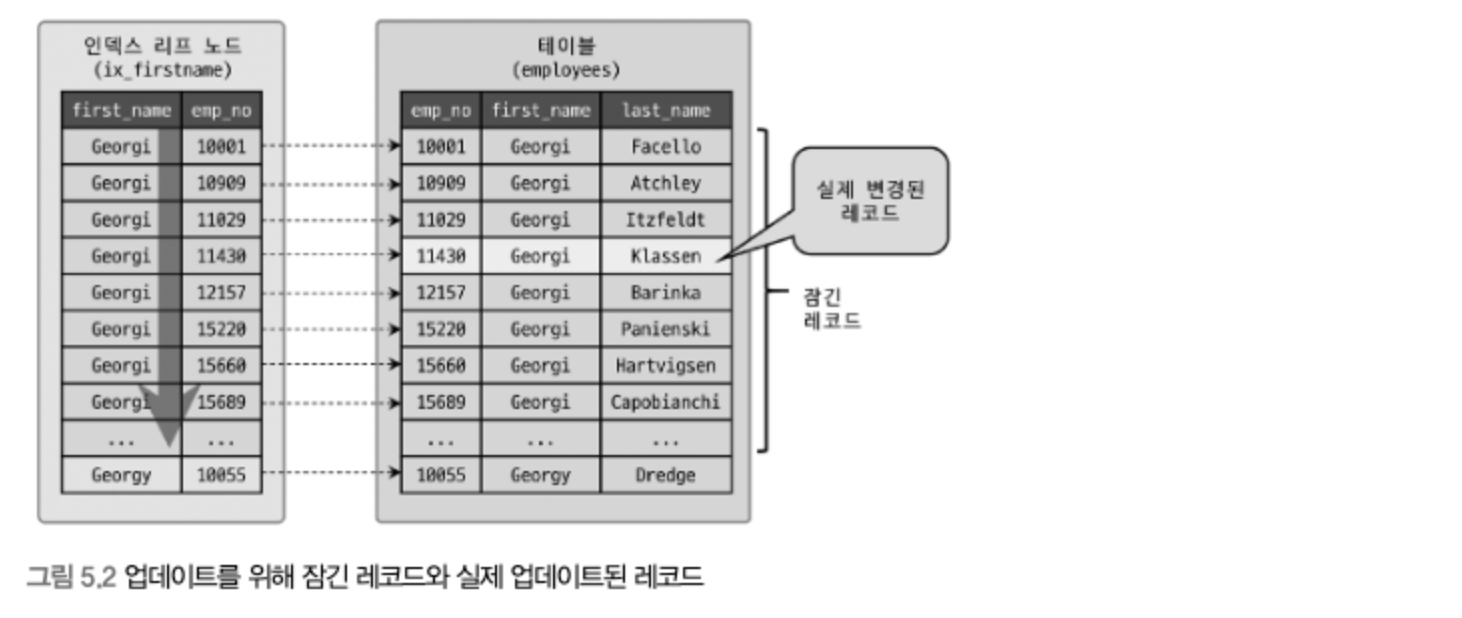 인덱스 리프 노드
(ix_firstname)
first_name emp_no
Georgi 10001
Georgi 10909
Georgi 11029
Georgi 11430
Georgi 12157
Georgi 15220
Georgi 15660
Georgi 15689
... ...
Georgy 10055
테이블
(employees)
emp_no first_name last_name
10001 Georgi Facello
10909 Georgi Atchley
11029 Georgi Itzfeldt
11430 Georgi Klassen
12157 Georgi Barinka
15220 Georgi Panienski
15660 Georgi Hartvigsen
15689 Georgi Capobianchi
... ... ...
10055 Georgy Dredge
실제 변경된
레코드
잠긴
레코드
그림 5.2 업데이트를 위해 잠긴 레코드와 실제 업데이트된 레코드